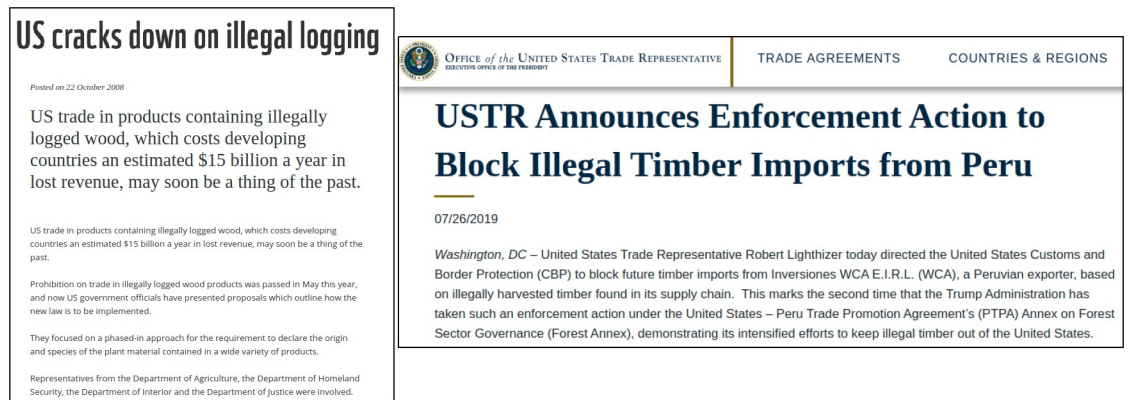 US cracks down on illegal logging
Posted on 22 October 2008
US trade in products containing illegally
logged wood, which costs developing
countries an estimated $15 billion a year in
lost revenue, may soon be a thing of the past.
US trade in products containing illegally logged wood, which costs developing
countries an estimated $15 billion a year in lost revenue, may soon be a thing of the
past.
Prohibition on trade in illegally logged wood products was passed in May this year,
and now US government officials have presented proposals which outline how the
new law is to be implemented.
They focused on a phased-in approach for the requirement to declare the origin
and species of the plant material contained in a wide variety of products.
Representatives from the Department of Agriculture, the Department of Homeland
Security, the Department of Interior and the Department of Justice were involved.
OFFICE of the UNITED STATES TRADE REPRESENTATIVE
EXECUTIVE OFFICE OF THE PRESIDENT
TRADE AGREEMENTS
COUNTRIES & REGIONS
USTR Announces Enforcement Action to
Block Illegal Timber Imports from Peru
07/26/2019
Washington, DC – United States Trade Representative Robert Lighthizer today directed the United States Customs and
Border Protection (CBP) to block future timber imports from Inversiones WCA E.I.R.L. (WCA), a Peruvian exporter, based
on illegally harvested timber found in its supply chain.  This marks the second time that the Trump Administration has
taken such an enforcement action under the United States – Peru Trade Promotion Agreement's (PTPA) Annex on Forest
Sector Governance (Forest Annex), demonstrating its intensified efforts to keep illegal timber out of the United States.